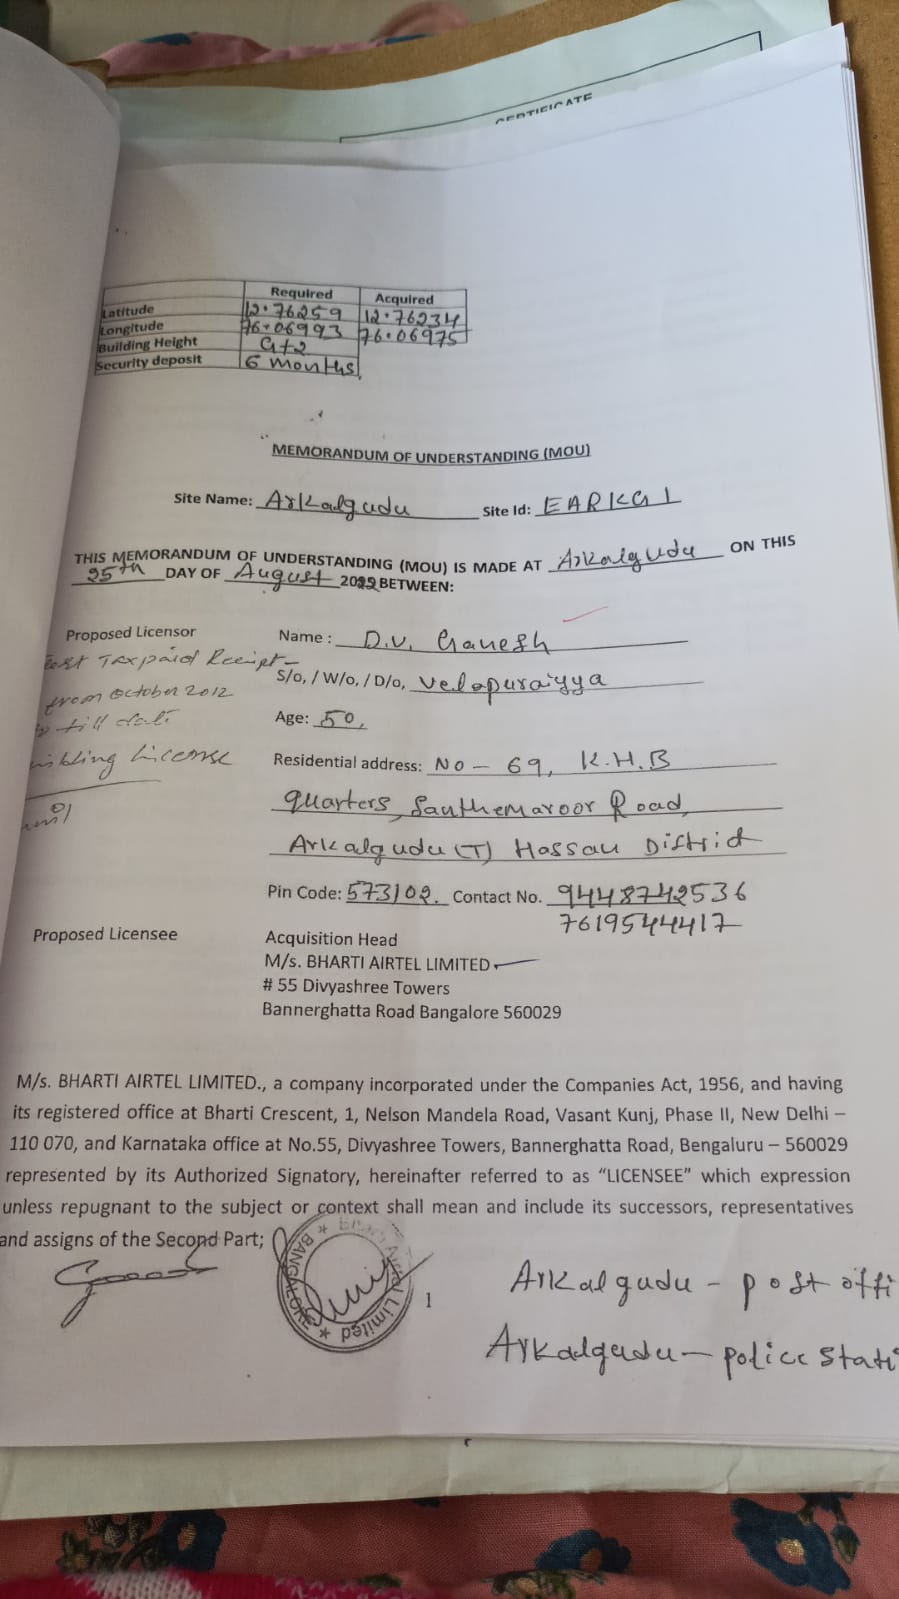 CERTIFICATE
Required Acquired
Latitude 12.76259 12.76234
Longitude 76.06993 76.06975
Building Height G+2
Security deposit 6 months
MEMORANDUM OF UNDERSTANDING (MOU)
Site Name: Arkalgudu Site Id: EARKG1
THIS MEMORANDUM OF UNDERSTANDING (MOU) IS MADE AT Arkalgudu ON THIS
25th DAY OF August 2022 BETWEEN:
Proposed Licensor Name : D.V. Ganesh
Taxpaid Receipt - S/o, / W/o, / D/o, Velapuraiyya
from October 2012
till date Age: 50,
License Residential address: No - 69, K.H.B
quarters, Santhemaroor Road,
Arkalgudu (T) Hassan District
Pin Code: 573102. Contact No. 9448742536
7619544417
Proposed Licensee Acquisition Head
M/s. BHARTI AIRTEL LIMITED
# 55 Divyashree Towers
Bannerghatta Road Bangalore 560029
M/s. BHARTI AIRTEL LIMITED., a company incorporated under the Companies Act, 1956, and having
its registered office at Bharti Crescent, 1, Nelson Mandela Road, Vasant Kunj, Phase II, New Delhi –
110 070, and Karnataka office at No.55, Divyashree Towers, Bannerghatta Road, Bengaluru – 560029
represented by its Authorized Signatory, hereinafter referred to as “LICENSEE” which expression
unless repugnant to the subject or context shall mean and include its successors, representatives
and assigns of the Second Part;
Airtel Limited * BANGALORE *
1
Arkalgudu - post offi
Arkalgudu - police stati